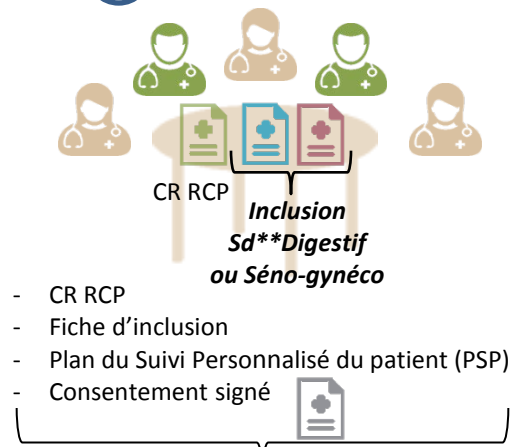 CR RCP
Inclusion
Sd**Digestif
ou Séno-gynéco
- CR RCP
- Fiche d'inclusion
- Plan du Suivi Personnalisé du patient (PSP)
- Consentement signé